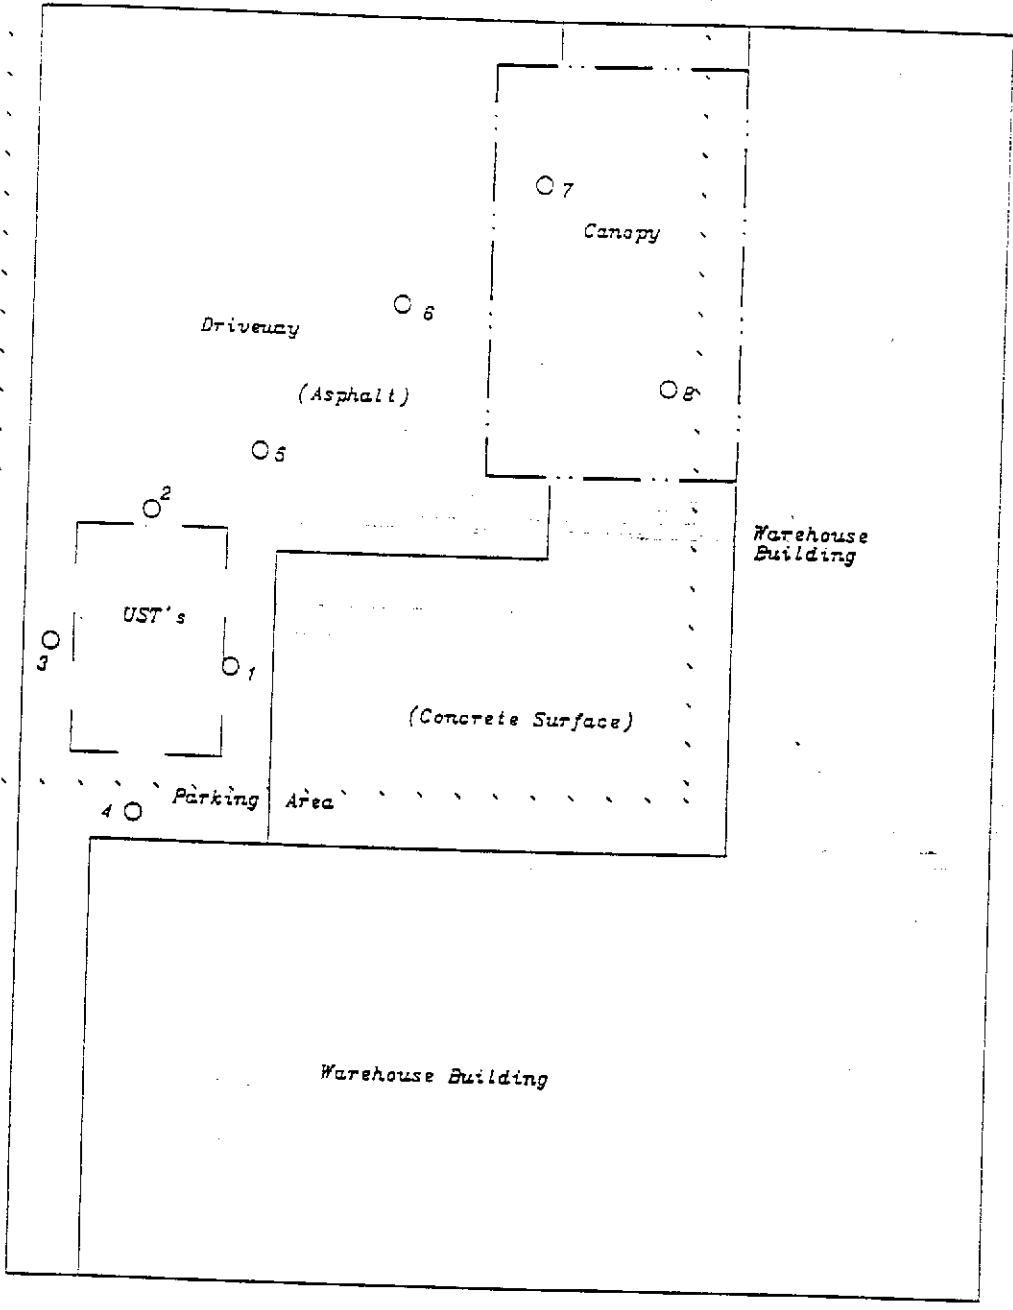 7
Canopy
6
Driveway
(Asphalt)
8
5
2
Warehouse
Building
UST's
3
1
(Concrete Surface)
Parking Area
4
Warehouse Building